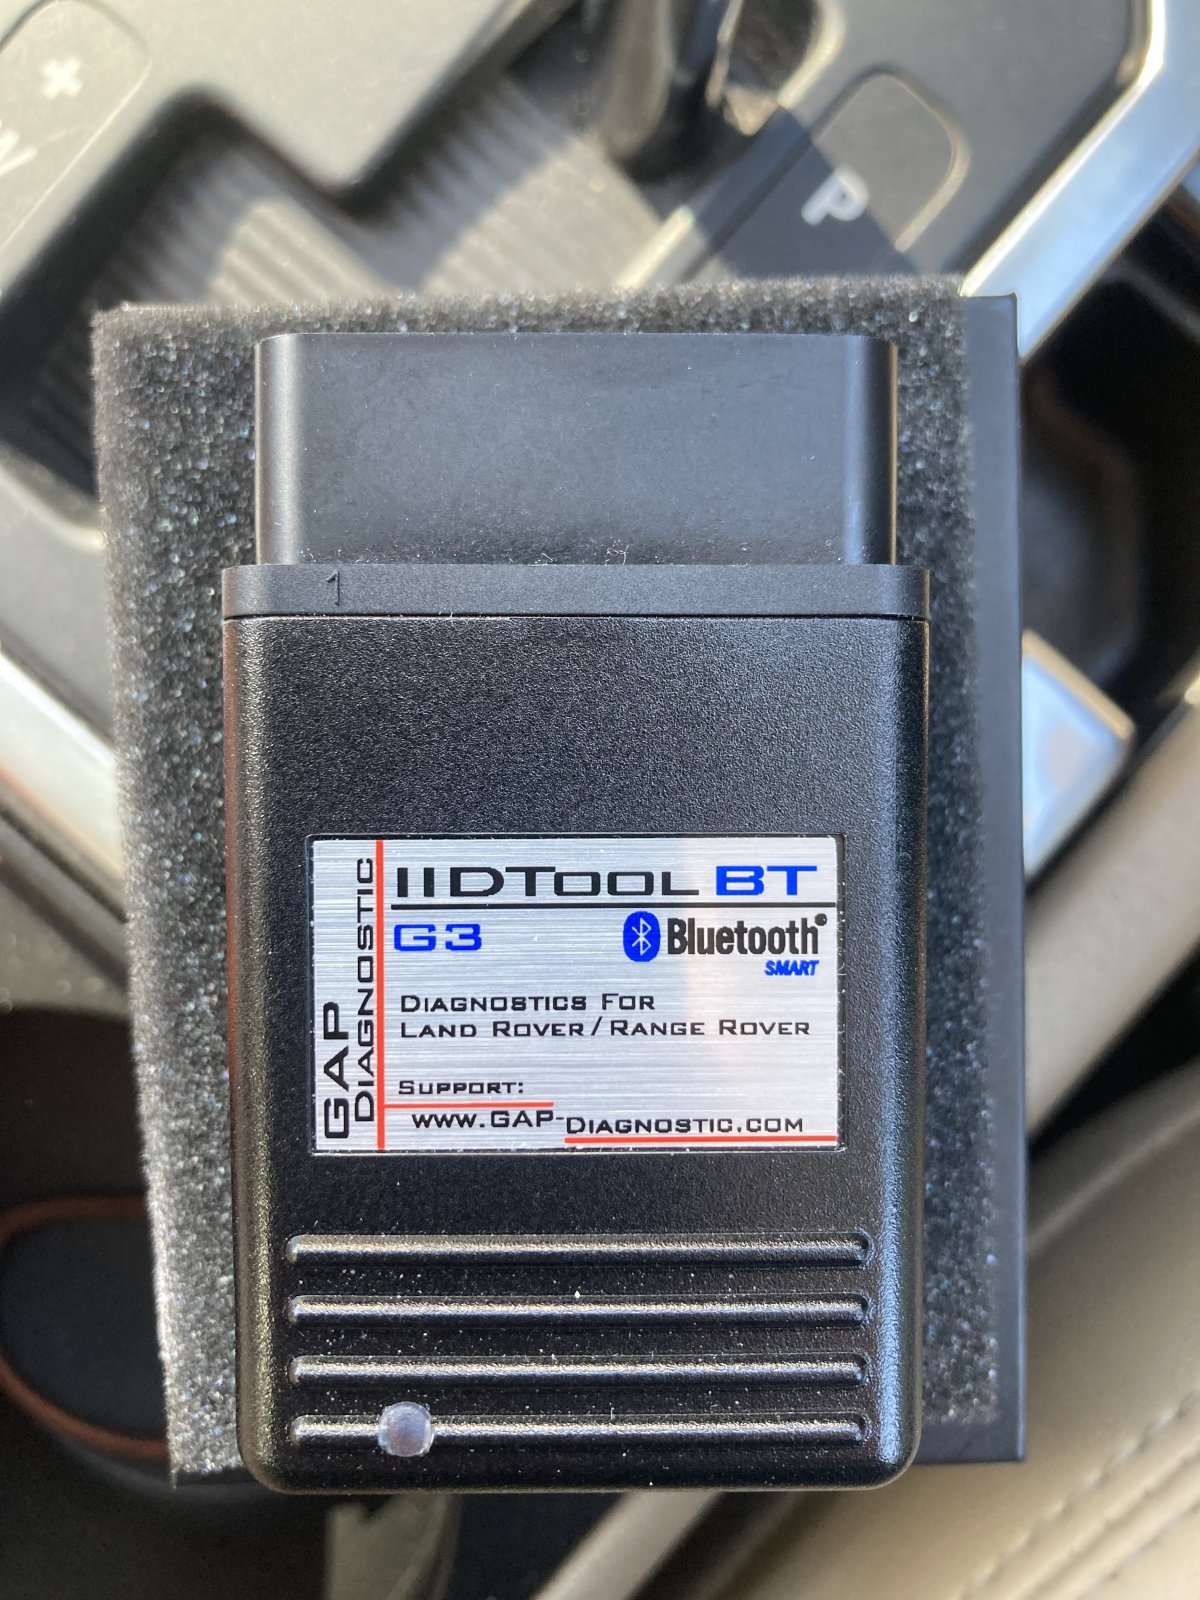 P
1
GAP
DIAGNOSTIC
IIDTOOL BT
G3
Bluetooth®
SMART
DIAGNOSTICS FOR
LAND ROVER/RANGE ROVER
SUPPORT:
WWW.GAP-DIAGNOSTIC.COM